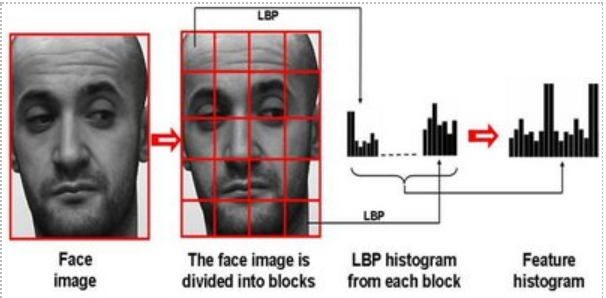 LBP
LBP
Face
image
The face image is
divided into blocks
LBP histogram
from each block
Feature
histogram